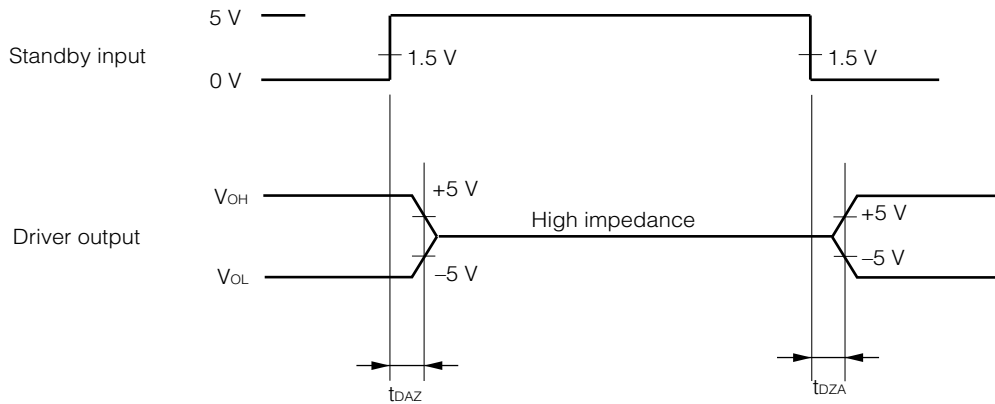 5 V
Standby input
1.5 V
1.5 V
0 V
VOH
+5 V
+5 V
High impedance
Driver output
VOL
–5 V
–5 V
tDAZ
tDZA